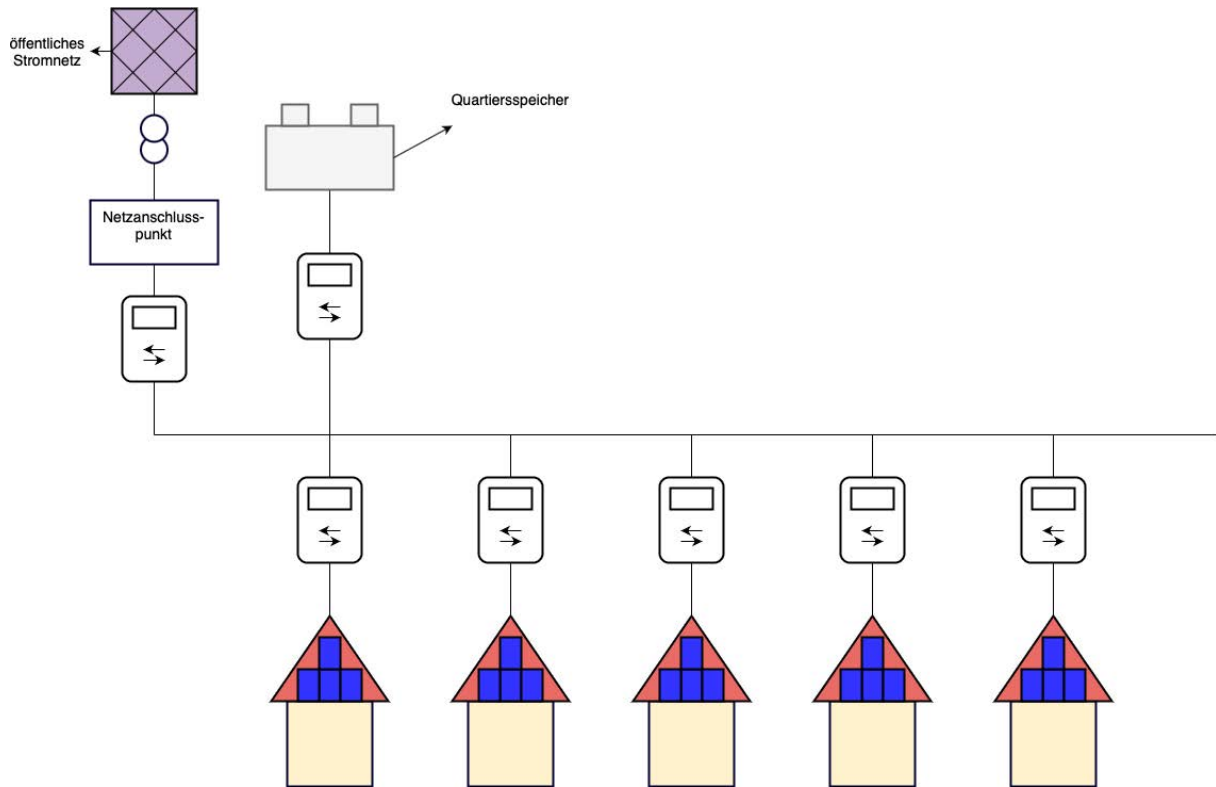 öffentliches
Stromnetz
Quartiersspeicher
Netzanschluss-
punkt